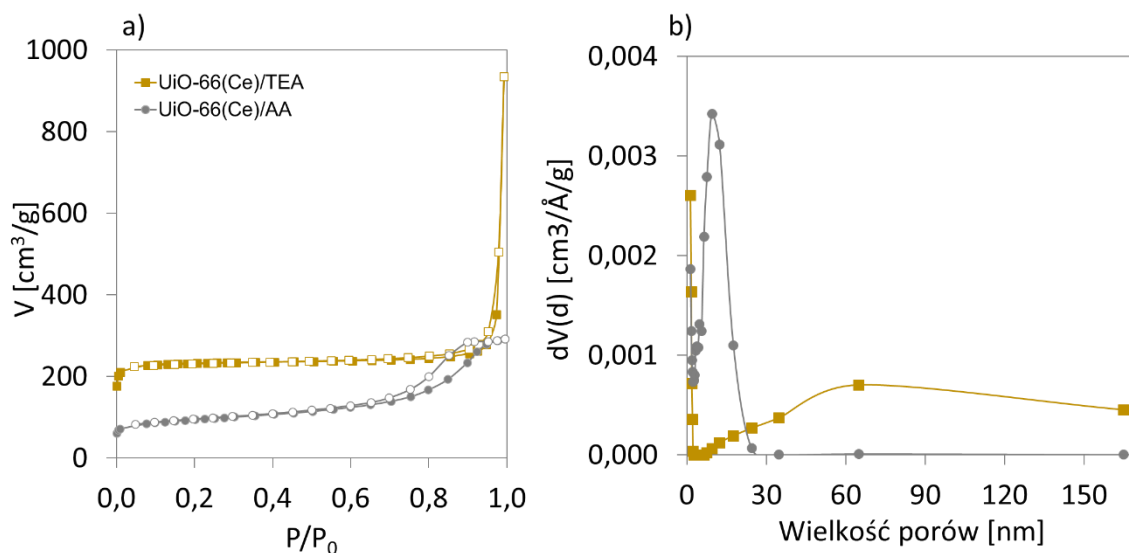 a)
V [cm³/g]
1000
800
600
400
200
0
UiO-66(Ce)/TEA
UiO-66(Ce)/AA
0,0 0,2 0,4 0,6 0,8 1,0
P/P₀
b)
dV(d) [cm3/Å/g]
0,004
0,003
0,002
0,001
0,000
0 30 60 90 120 150
Wielkość porów [nm]